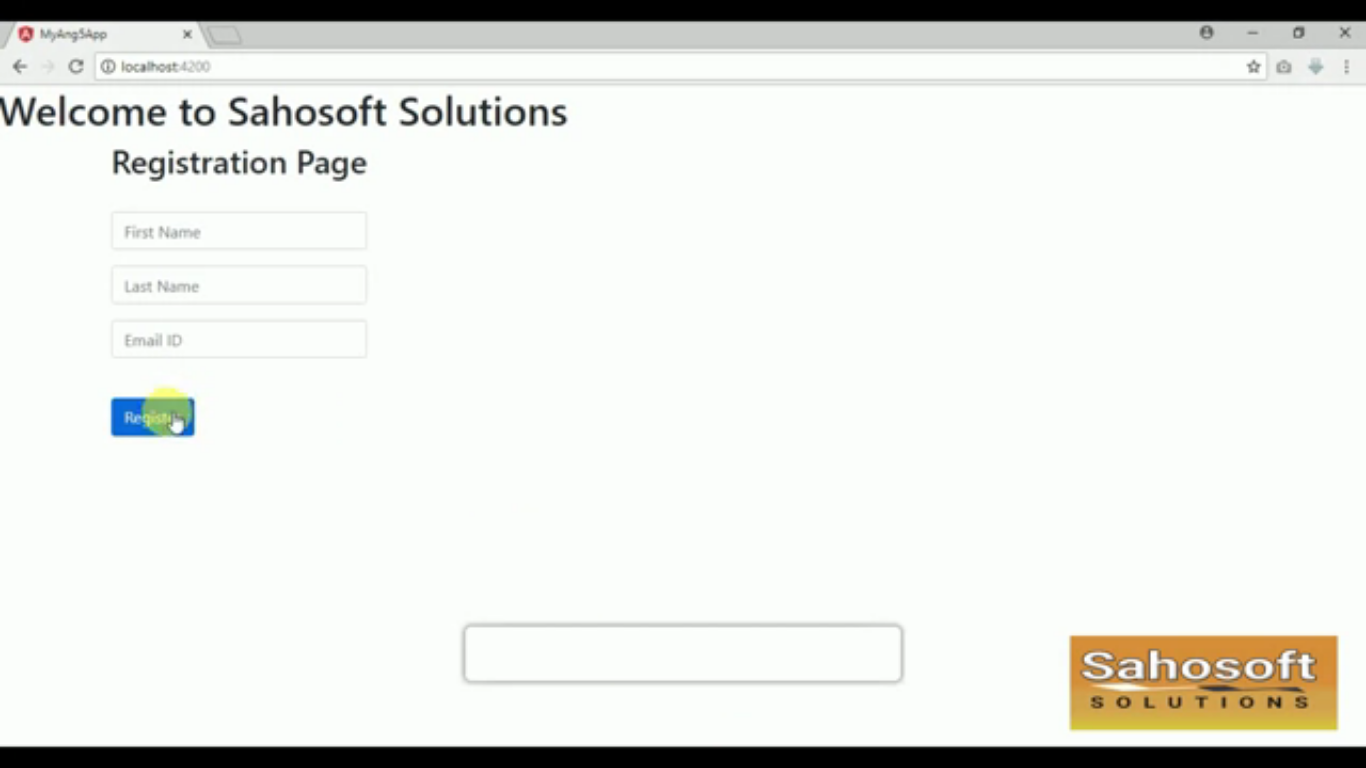 MyAng5App
localhost:4200
Welcome to Sahosoft Solutions
Registration Page
First Name
Last Name
Email ID
Register
Sahosoft
SOLUTIONS